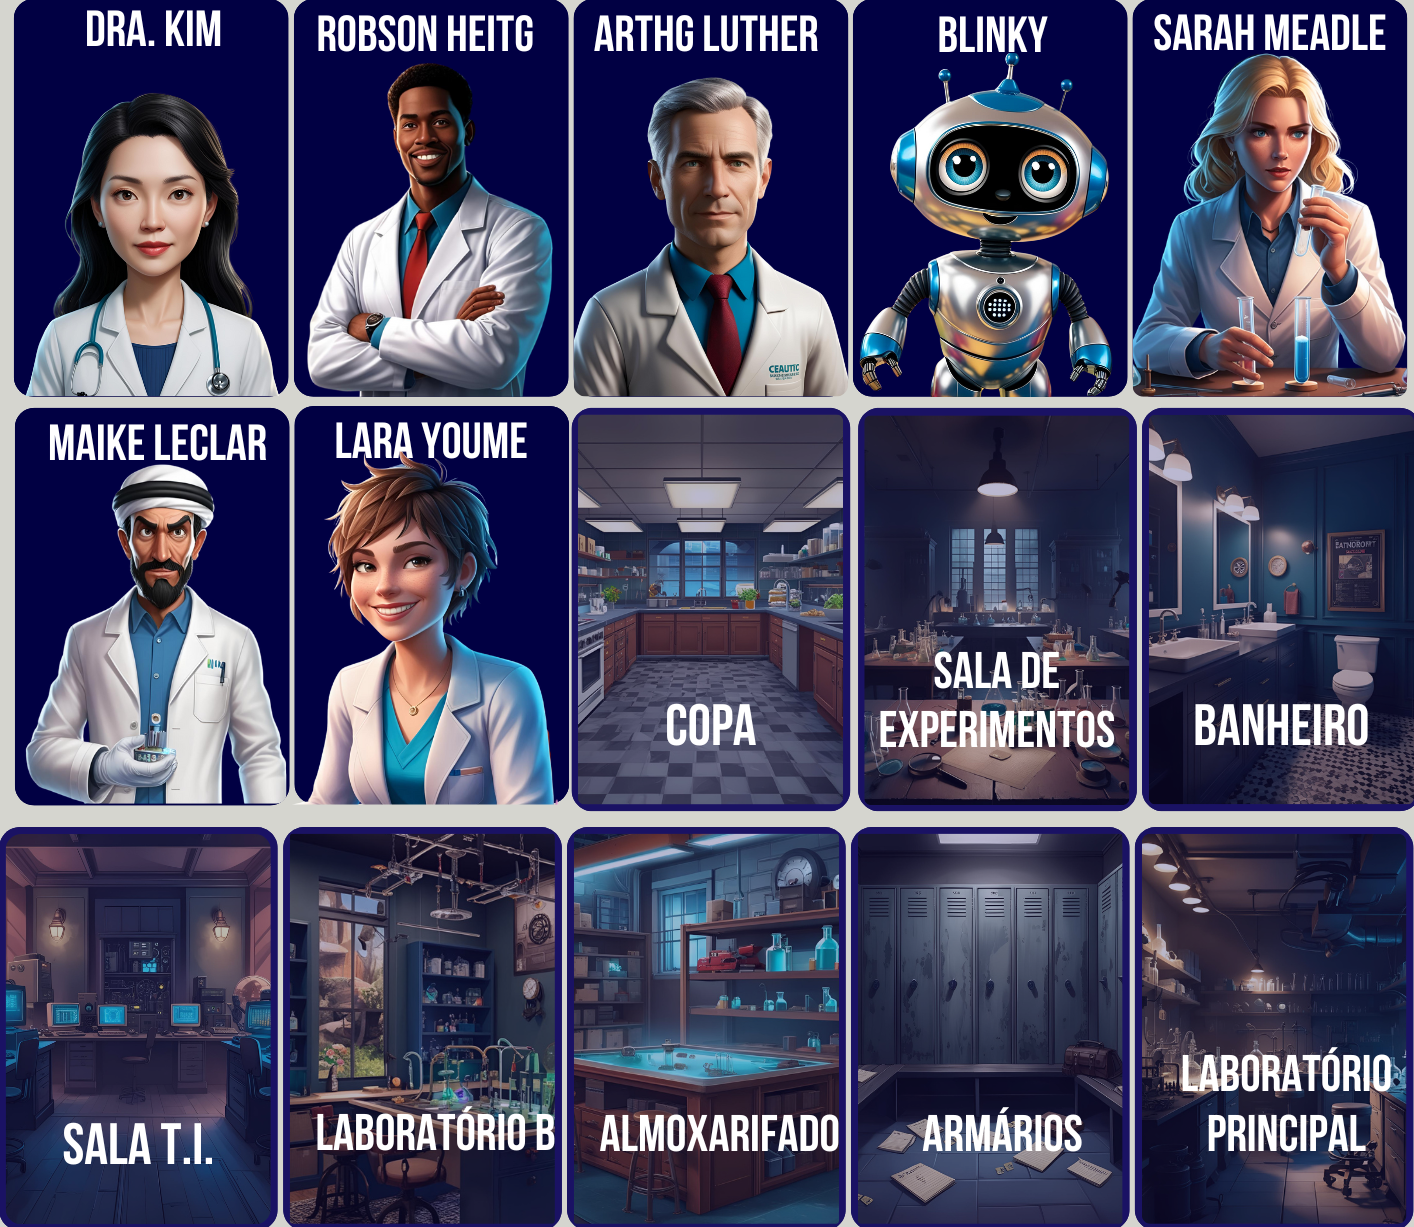 DRA. KIM
ROBSON HEITG
ARTHG LUTHER
BLINKY
SARAH MEADLE
CEAUTIC
MAIKE LECLAR
LARA YOUME
COPA
SALA DE
EXPERIMENTOS
BANHEIRO
SALA T.I.
LABORATÓRIO B
ALMOXARIFADO
ARMÁRIOS
LABORATÓRIO
PRINCIPAL